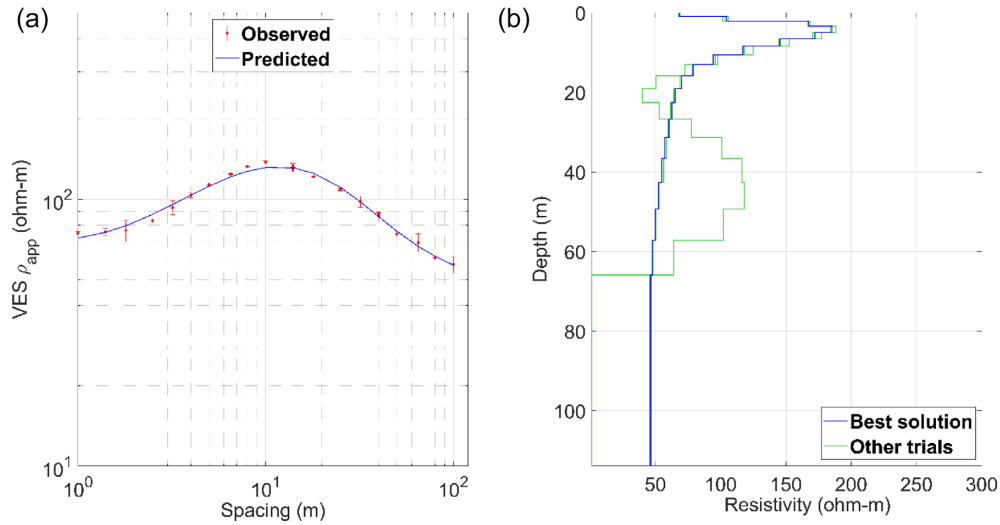 (a)
Observed
Predicted
VES ρapp (ohm-m)
10²
10¹
10⁰
10¹
10²
Spacing (m)
(b)
0
20
40
60
80
100
Depth (m)
Best solution
Other trials
50
100
150
200
250
300
Resistivity (ohm-m)